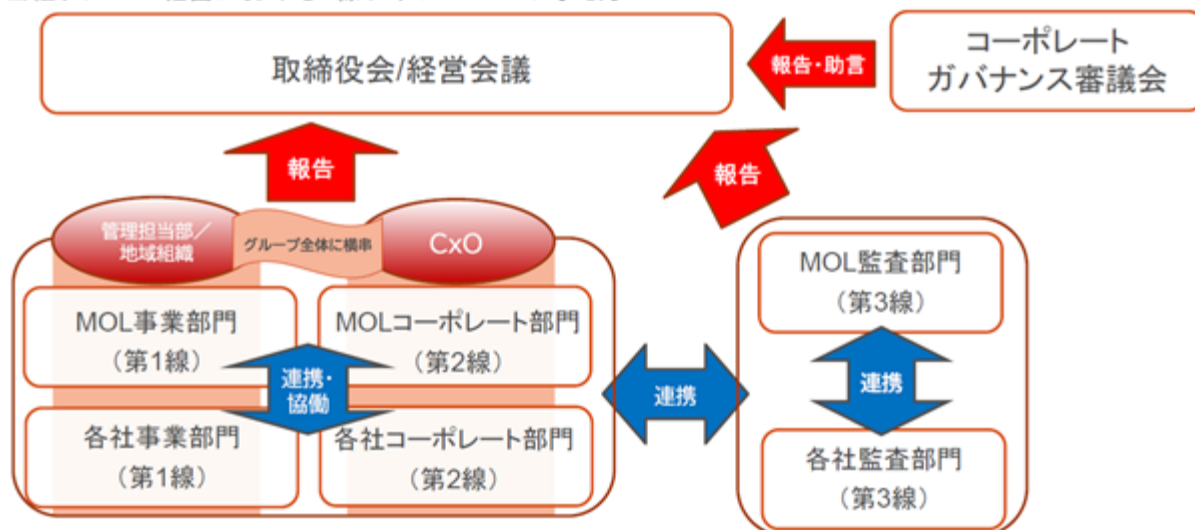 取締役会/経営会議
報告・助言
コーポレート
ガバナンス審議会
報告
報告
管理担当部/
地域組織
グループ全体に横串
CxO
MOL事業部門
(第1線)
MOLコーポレート部門
(第2線)
連携・
協働
各社事業部門
(第1線)
各社コーポレート部門
(第2線)
連携
MOL監査部門
(第3線)
連携
各社監査部門
(第3線)